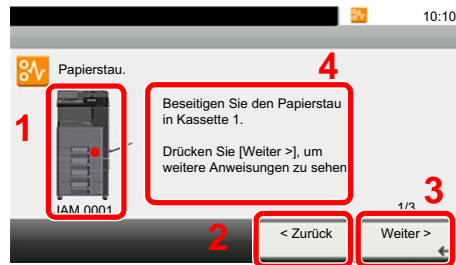 10:10
Papierstau.
4
1
Beseitigen Sie den Papierstau
in Kassette 1.
Drücken Sie [Weiter >], um
weitere Anweisungen zu sehen
JAM 0001
3
1/3
2
< Zurück
Weiter >